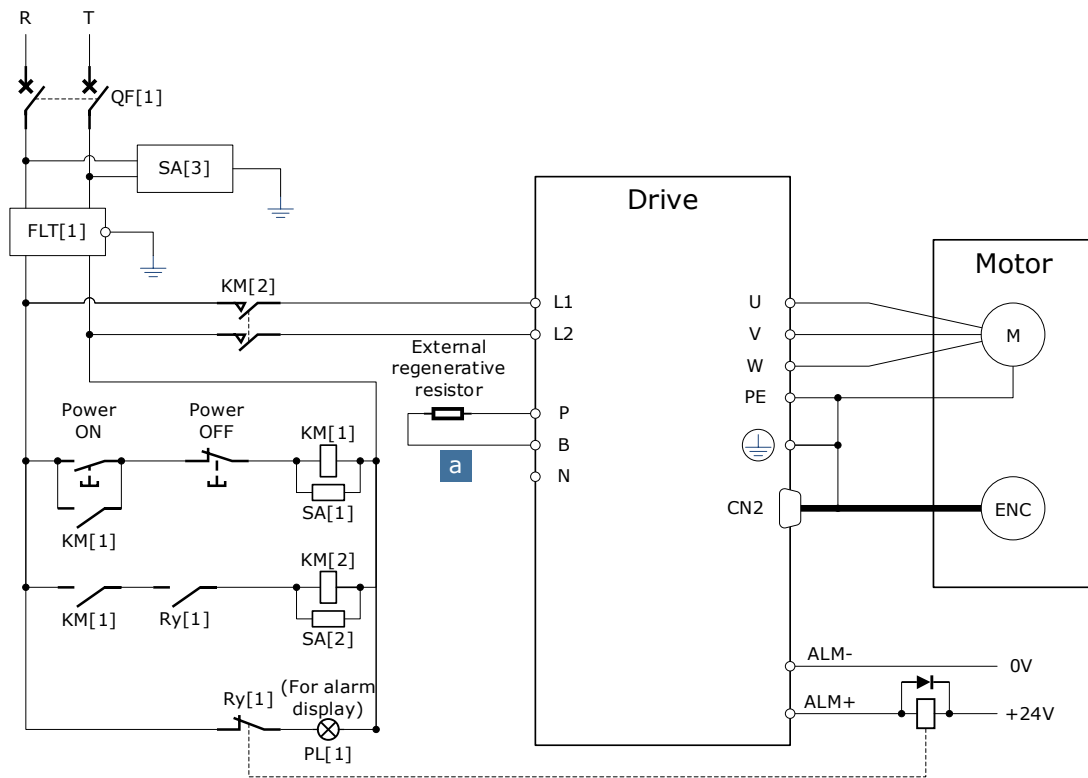 R
T
QF[1]
SA[3]
FLT[1]
KM[2]
Drive
Motor
L1
L2
U
V
W
PE
M
External
regenerative
resistor
P
B
N
a
CN2
ENC
Power
ON
Power
OFF
KM[1]
SA[1]
KM[1]
KM[2]
KM[1]
Ry[1]
SA[2]
Ry[1]
(For alarm
display)
PL[1]
ALM-
0V
ALM+
+24V